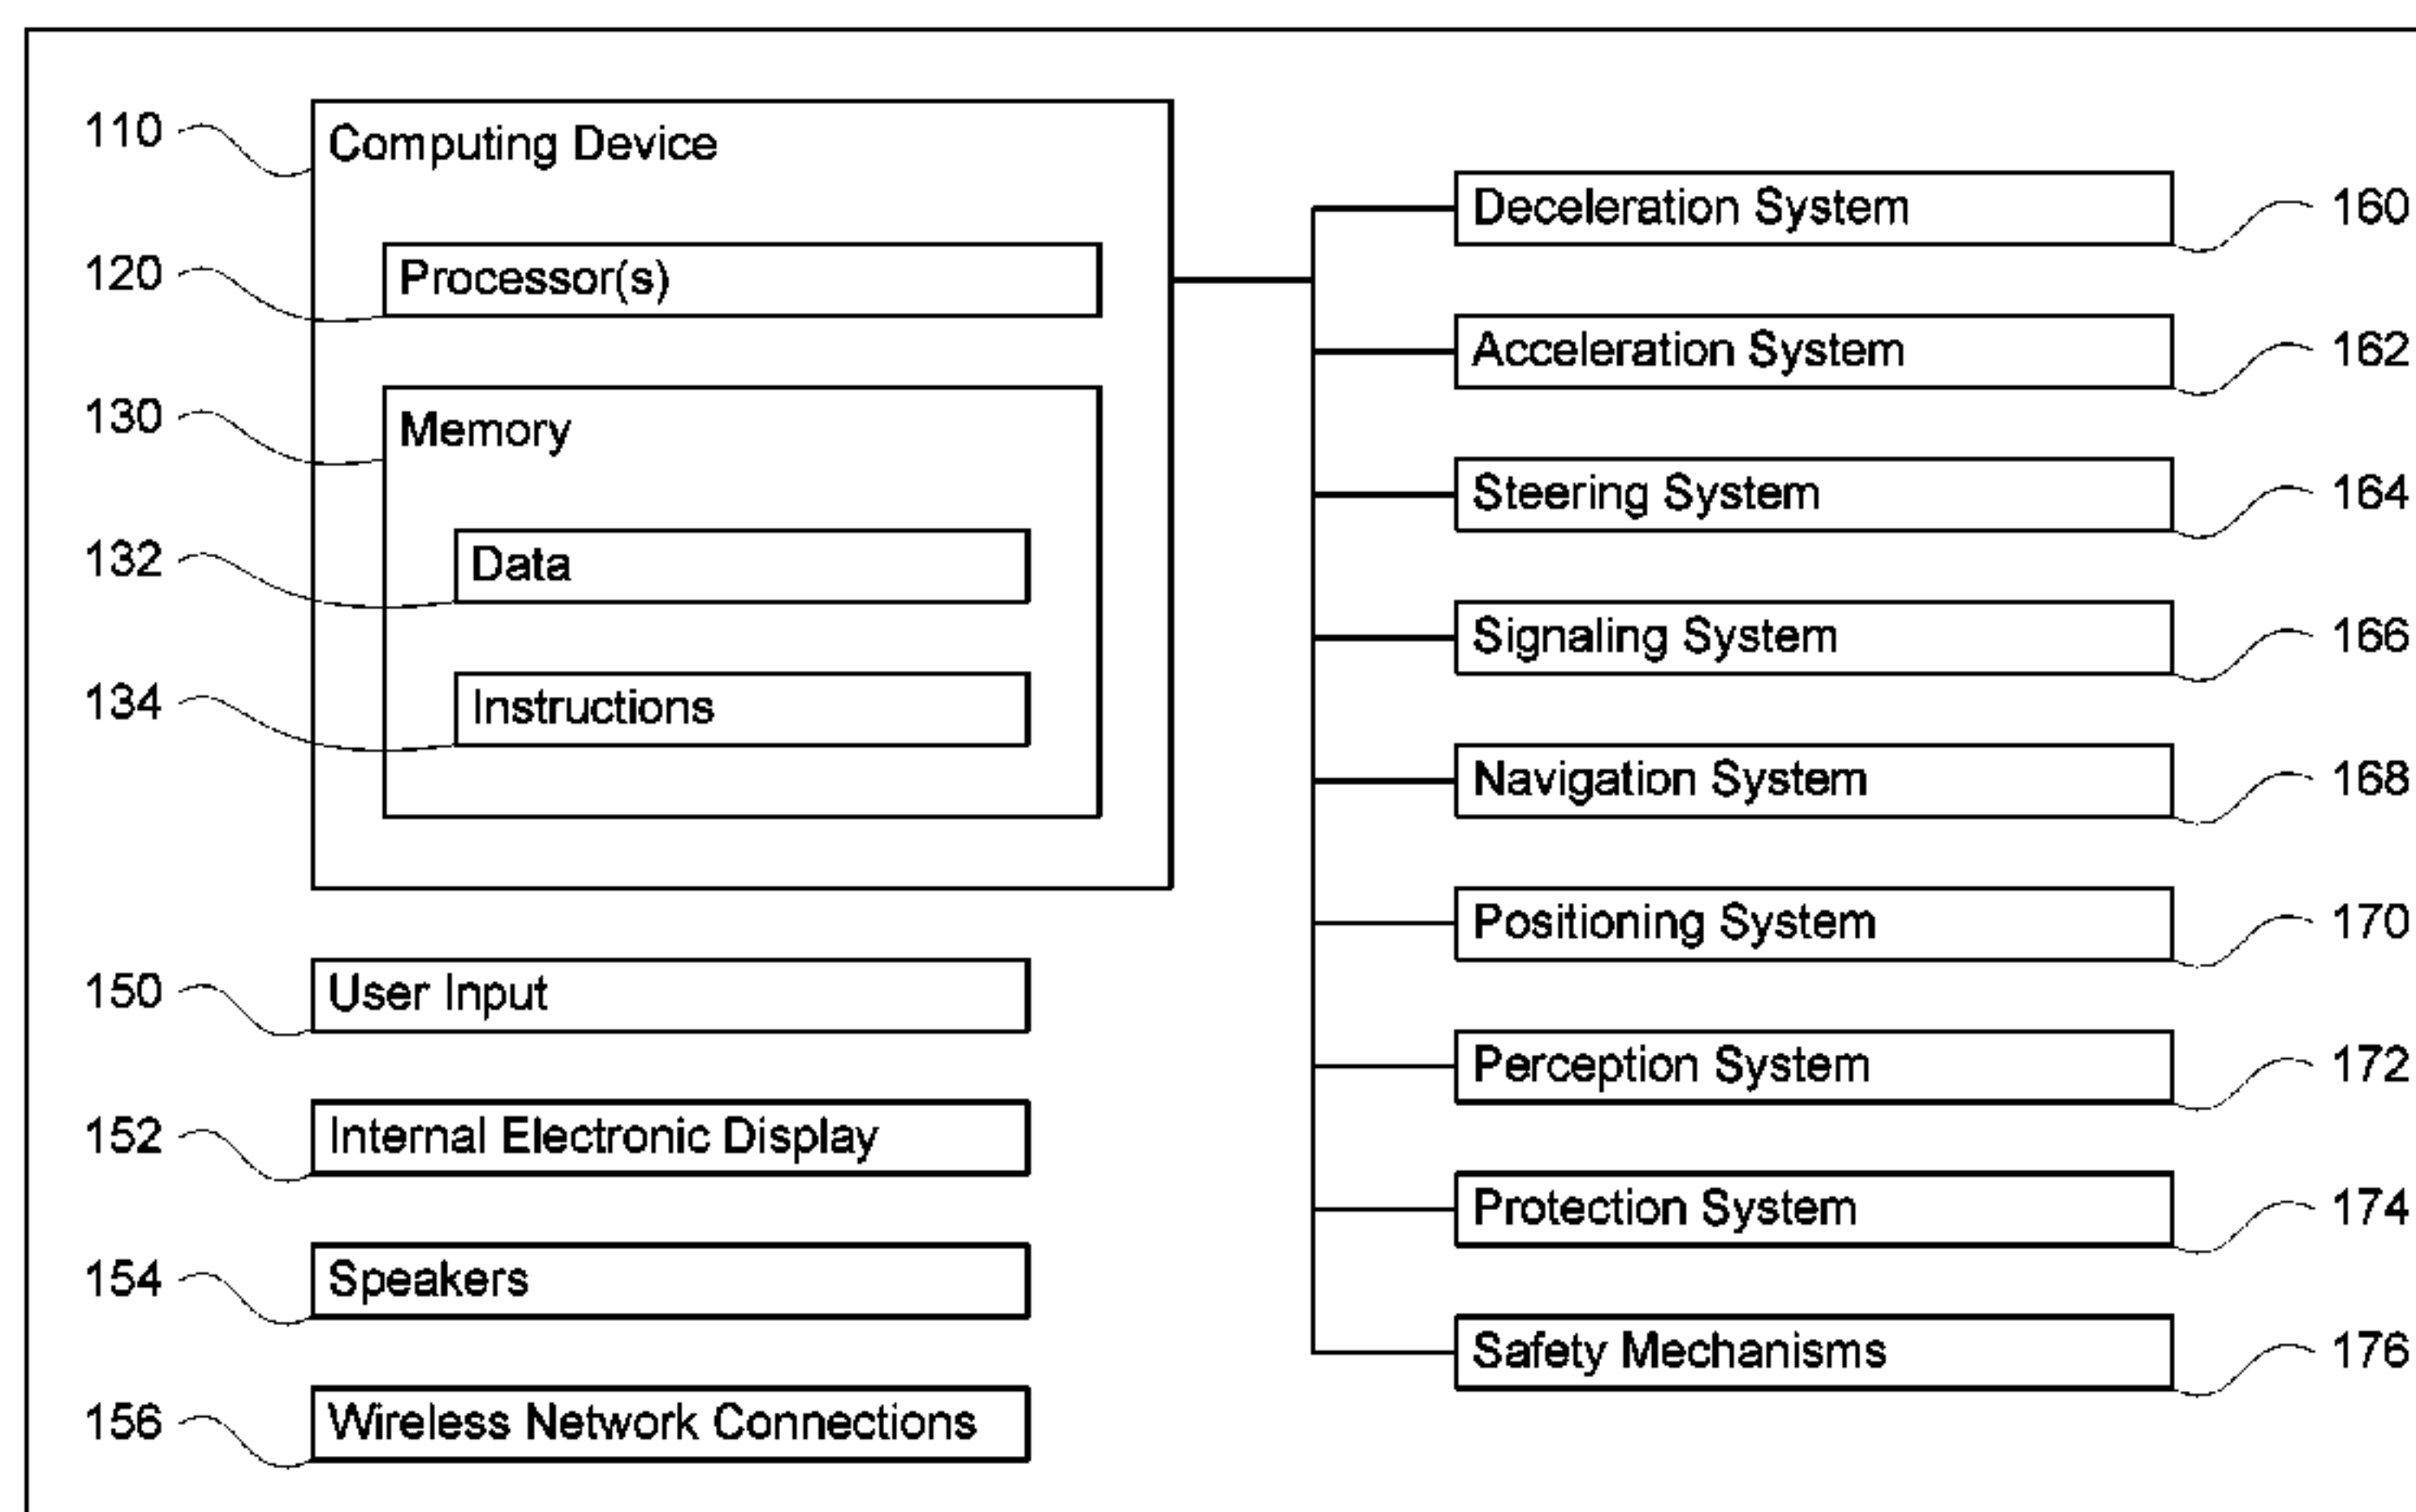 110 Computing Device
120 Processor(s)
130 Memory
132 Data
134 Instructions
150 User Input
152 Internal Electronic Display
154 Speakers
156 Wireless Network Connections
Deceleration System 160
Acceleration System 162
Steering System 164
Signaling System 166
Navigation System 168
Positioning System 170
Perception System 172
Protection System 174
Safety Mechanisms 176